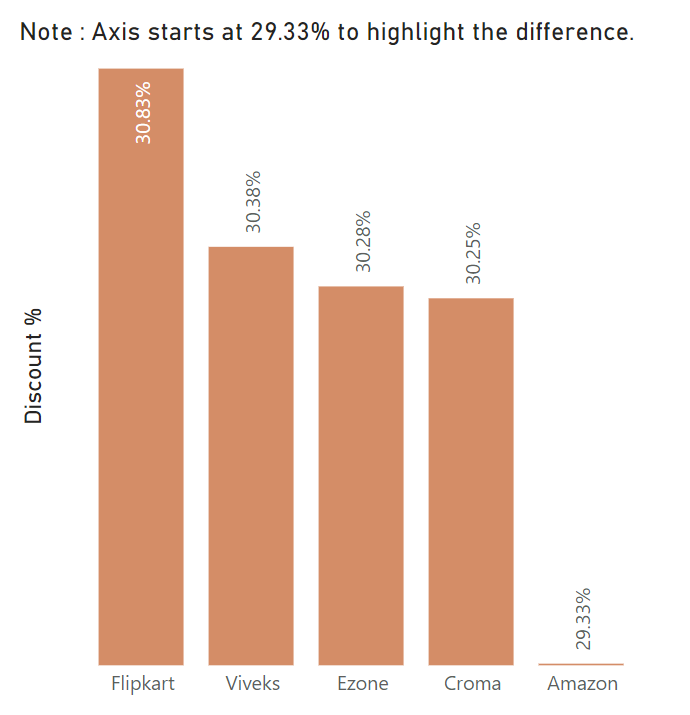 Note : Axis starts at 29.33% to highlight the difference.
30.83%
30.38%
30.28%
30.25%
29.33%
Discount %
Flipkart Viveks Ezone Croma Amazon